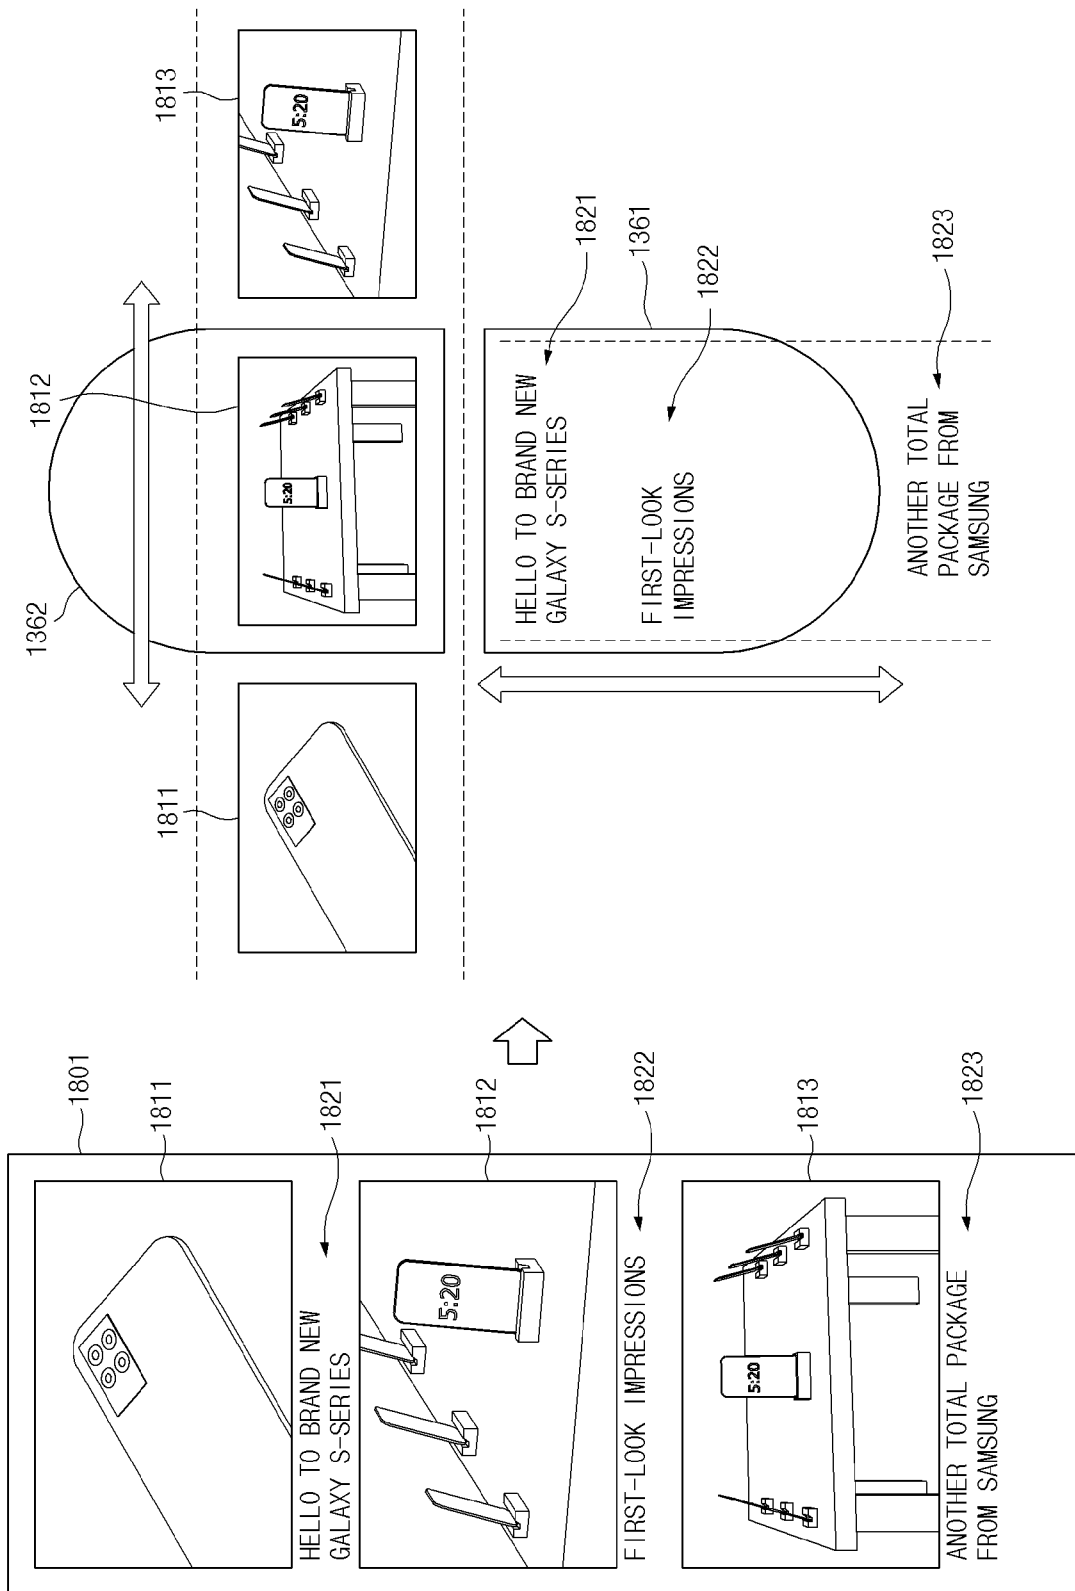 1801
1811
HELLO TO BRAND NEW
GALAXY S-SERIES
1821
5:20
1812
FIRST-LOOK IMPRESSIONS
1822
5:20
1813
ANOTHER TOTAL PACKAGE
FROM SAMSUNG
1823
1362
1811
1812
5:20
1813
5:20
HELLO TO BRAND NEW
GALAXY S-SERIES
1821
1361
FIRST-LOOK
IMPRESSIONS
1822
ANOTHER TOTAL
PACKAGE FROM
SAMSUNG
1823